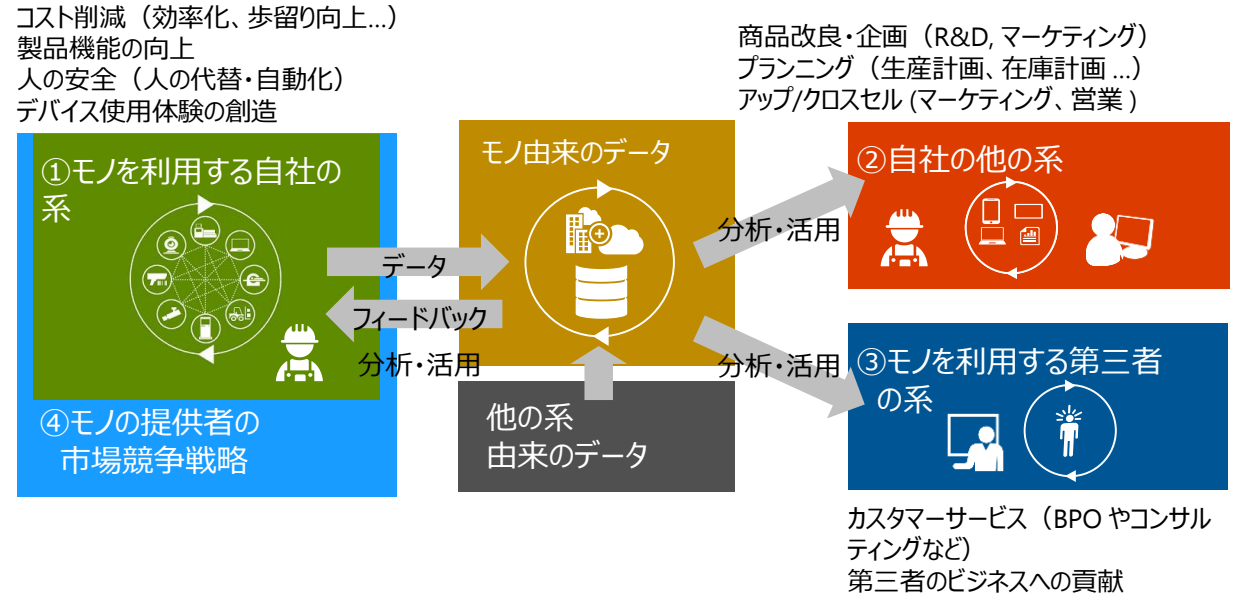 コスト削減（効率化、歩留り向上…）
製品機能の向上
人の安全（人の代替・自動化）
デバイス使用体験の創造
商品改良・企画（R&D, マーケティング）
プランニング（生産計画、在庫計画 …）
アップ/クロスセル (マーケティング、営業 )
①モノを利用する自社の
系
モノ由来のデータ
②自社の他の系
データ
フィードバック
分析・活用
分析・活用
分析・活用
④モノの提供者の
市場競争戦略
他の系
由来のデータ
③モノを利用する第三者
の系
カスタマーサービス（BPO やコンサル
ティングなど）
第三者のビジネスへの貢献